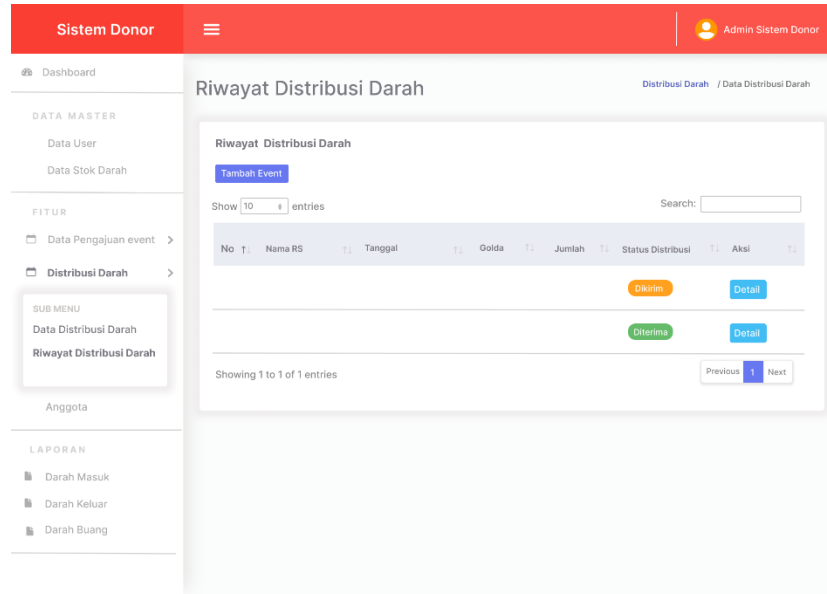 Sistem Donor
Admin Sistem Donor
Dashboard
DATA MASTER
Data User
Data Stok Darah
FITUR
Data Pengajuan event
Distribusi Darah
SUB MENU
Data Distribusi Darah
Riwayat Distribusi Darah
Anggota
LAPORAN
Darah Masuk
Darah Keluar
Darah Buang
Riwayat Distribusi Darah
Distribusi Darah / Data Distribusi Darah
Riwayat Distribusi Darah
Tambah Event
Show 10 entries
Search:
No Nama RS Tanggal Golda Jumlah Status Distribusi Aksi
Dikirim Detail
Diterima Detail
Showing 1 to 1 of 1 entries
Previous 1 Next